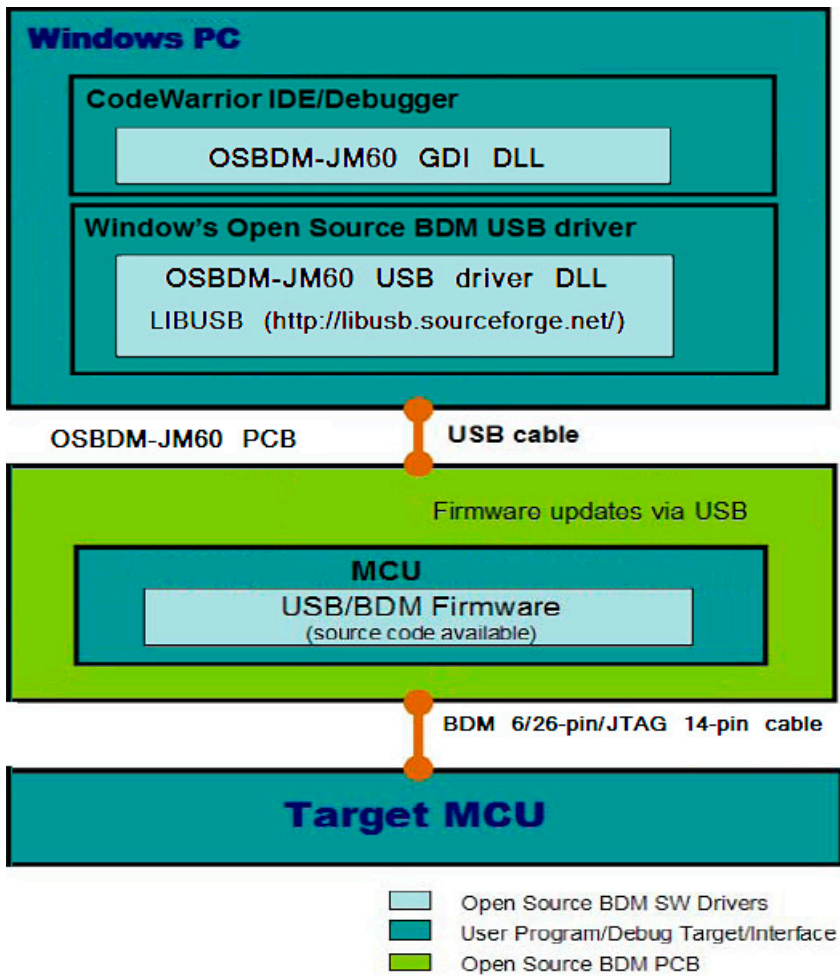 Windows PC
CodeWarrior IDE/Debugger
OSBDM-JM60 GDI DLL
Window's Open Source BDM USB driver
OSBDM-JM60 USB driver DLL
LIBUSB (http://libusb.sourceforge.net/)
OSBDM-JM60 PCB
USB cable
Firmware updates via USB
MCU
USB/BDM Firmware
(source code available)
BDM 6/26-pin/JTAG 14-pin cable
Target MCU
Open Source BDM SW Drivers
User Program/Debug Target/Interface
Open Source BDM PCB